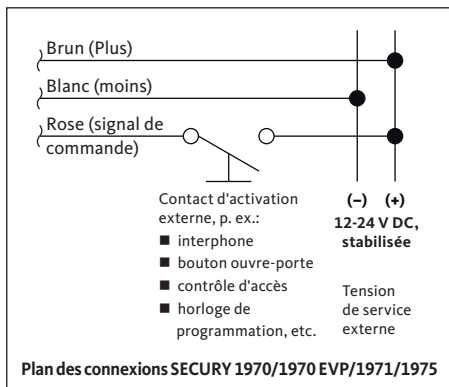 Brun (Plus)
Blanc (moins)
Rose (signal de
commande)
Contact d'activation
externe, p. ex.:
■ interphone
■ bouton ouvre-porte
■ contrôle d'accès
■ horloge de
programmation, etc.
(–) (+)
12-24 V DC,
stabilisée
Tension
de service
externe
Plan des connexions SECURY 1970/1970 EVP/1971/1975